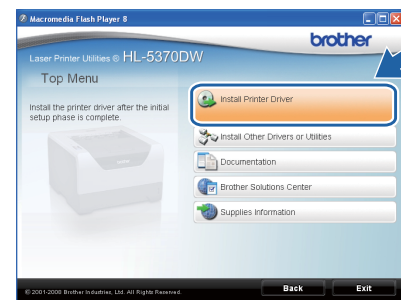 Macromedia Flash Player 8
brother
Laser Printer Utilities ® HL-5370DW
Top Menu
Install the printer driver after the initial
setup phase is complete.
Install Printer Driver
Install Other Drivers or Utilities
Documentation
Brother Solutions Center
Supplies Information
© 2001-2008 Brother Industries, Ltd. All Rights Reserved.
Back
Exit